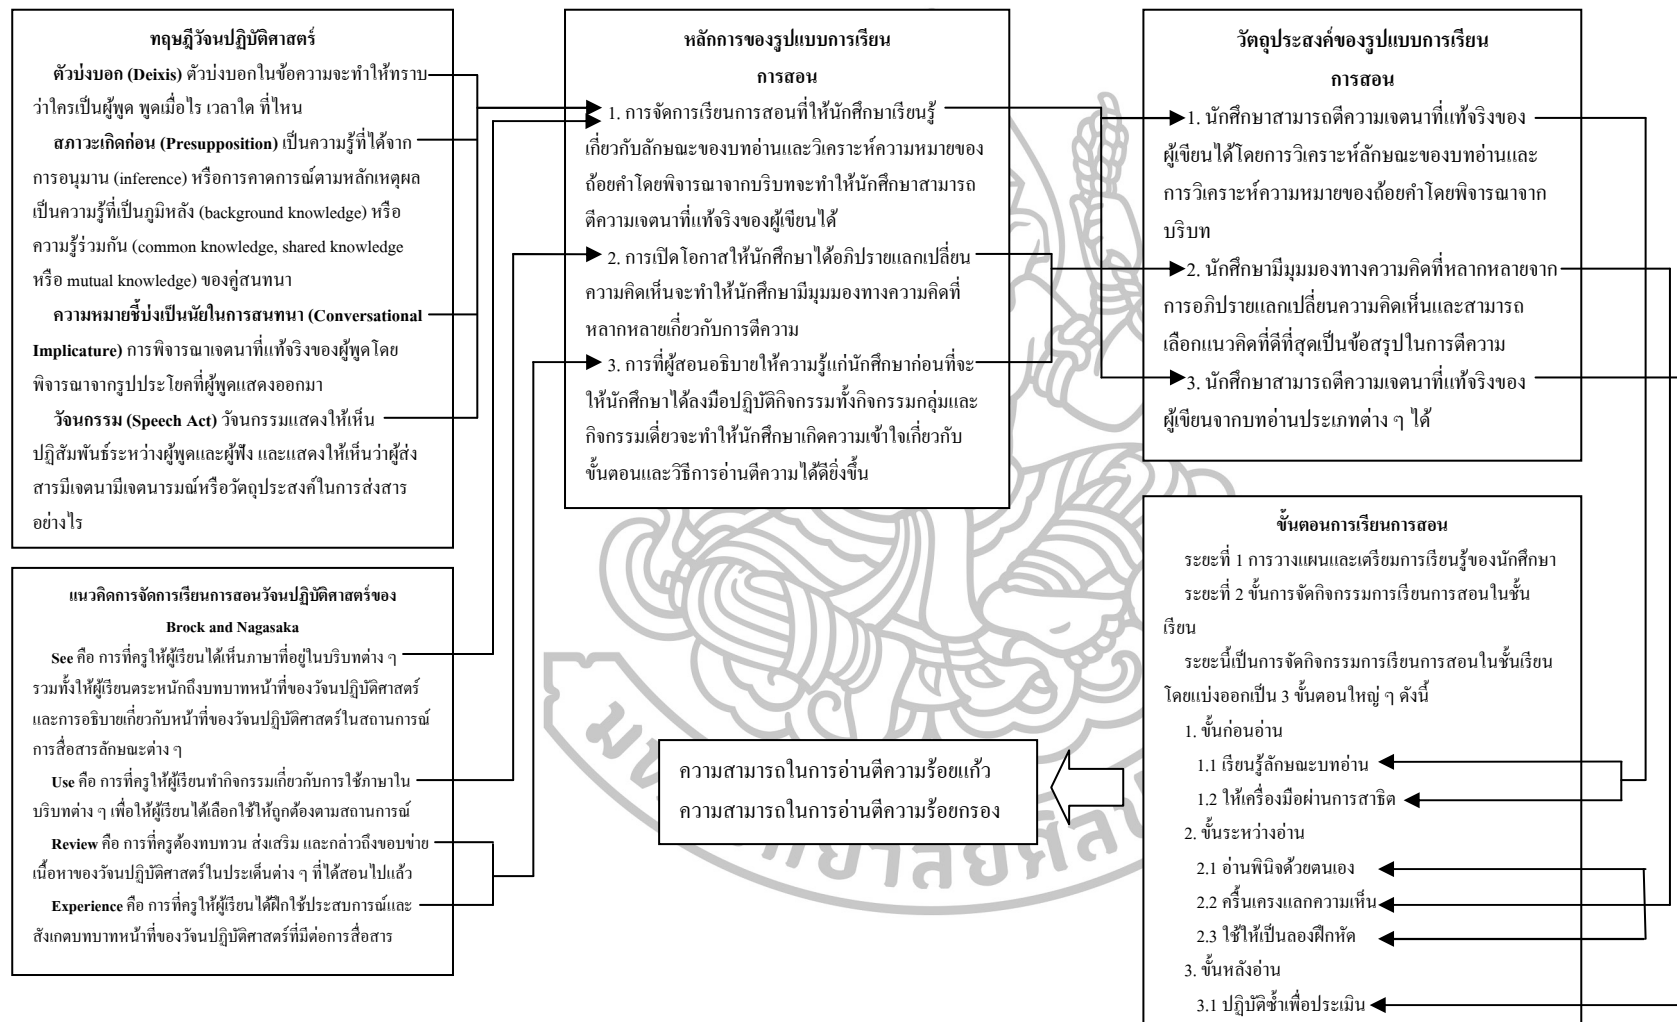 ทฤษฎีวัจนปฏิบัติศาสตร์
ตัวบ่งบอก (Deixis) ตัวบ่งบอกในข้อความจะทำให้ทราบ
ว่าใครเป็นผู้พูด พูดเมื่อไร เวลาใด ที่ไหน
สภาวะเกิดก่อน (Presupposition) เป็นความรู้ที่ได้จาก
การอนุมาน (inference) หรือการคาดการณ์ตามหลักเหตุผล
เป็นความรู้ที่เป็นภูมิหลัง (background knowledge) หรือ
ความรู้ร่วมกัน (common knowledge, shared knowledge
หรือ mutual knowledge) ของคู่สนทนา
ความหมายชี้บ่งเป็นนัยในการสนทนา (Conversational
Implicature) การพิจารณาเจตนาที่แท้จริงของผู้พูดโดย
พิจารณาจากรูปประโยคที่ผู้พูดแสดงออกมา
วัจนกรรม (Speech Act) วัจนกรรมแสดงให้เห็น
ปฏิสัมพันธ์ระหว่างผู้พูดและผู้ฟัง และแสดงให้เห็นว่าผู้ส่ง
สารมีเจตนามีเจตนารมณ์หรือวัตถุประสงค์ในการส่งสาร
อย่างไร
แนวคิดการจัดการเรียนการสอนวัจนปฏิบัติศาสตร์ของ
Brock and Nagasaka
See คือ การที่ครูให้ผู้เรียนได้เห็นภาษาที่อยู่ในบริบทต่าง ๆ
รวมทั้งให้ผู้เรียนตระหนักถึงบทบาทหน้าที่ของวัจนปฏิบัติศาสตร์
และการอธิบายเกี่ยวกับหน้าที่ของวัจนปฏิบัติศาสตร์ในสถานการณ์
การสื่อสารลักษณะต่าง ๆ
Use คือ การที่ครูให้ผู้เรียนทำกิจกรรมเกี่ยวกับการใช้ภาษาใน
บริบทต่าง ๆ เพื่อให้ผู้เรียนได้เลือกใช้ให้ถูกต้องตามสถานการณ์
Review คือ การที่ครูต้องทบทวน ส่งเสริม และกล่าวถึงขอบข่าย
เนื้อหาของวัจนปฏิบัติศาสตร์ในประเด็นต่าง ๆ ที่ได้สอนไปแล้ว
Experience คือ การที่ครูให้ผู้เรียนได้ฝึกใช้ประสบการณ์และ
สังเกตบทบาทหน้าที่ของวัจนปฏิบัติศาสตร์ที่มีต่อการสื่อสาร
หลักการของรูปแบบการเรียน
การสอน
1. การจัดการเรียนการสอนที่ให้นักศึกษาเรียนรู้
เกี่ยวกับลักษณะของบทอ่านและวิเคราะห์ความหมายของ
ถ้อยคำโดยพิจารณาจากบริบทจะทำให้นักศึกษาสามารถ
ตีความเจตนาที่แท้จริงของผู้เขียนได้
2. การเปิดโอกาสให้นักศึกษาได้อภิปรายแลกเปลี่ยน
ความคิดเห็นจะทำให้นักศึกษามีมุมมองทางความคิดที่
หลากหลายเกี่ยวกับการตีความ
3. การที่ผู้สอนอธิบายให้ความรู้แก่นักศึกษาก่อนที่จะ
ให้นักศึกษาได้ลงมือปฏิบัติกิจกรรมทั้งกิจกรรมกลุ่มและ
กิจกรรมเดี่ยวจะทำให้นักศึกษาเกิดความเข้าใจเกี่ยวกับ
ขั้นตอนและวิธีการอ่านตีความได้ดียิ่งขึ้น
ความสามารถในการอ่านตีความร้อยแก้ว
ความสามารถในการอ่านตีความร้อยกรอง
วัตถุประสงค์ของรูปแบบการเรียน
การสอน
1. นักศึกษาสามารถตีความเจตนาที่แท้จริงของ
ผู้เขียนได้โดยการวิเคราะห์ลักษณะของบทอ่านและ
การวิเคราะห์ความหมายของถ้อยคำโดยพิจารณาจาก
บริบท
2. นักศึกษามีมุมมองทางความคิดที่หลากหลายจาก
การอภิปรายแลกเปลี่ยนความคิดเห็นและสามารถ
เลือกแนวคิดที่ดีที่สุดเป็นข้อสรุปในการตีความ
3. นักศึกษาสามารถตีความเจตนาที่แท้จริงของ
ผู้เขียนจากบทอ่านประเภทต่าง ๆ ได้
ขั้นตอนการเรียนการสอน
ระยะที่ 1 การวางแผนและเตรียมการเรียนรู้ของนักศึกษา
ระยะที่ 2 ขั้นการจัดกิจกรรมการเรียนการสอนในชั้น
เรียน
ระยะนี้เป็นการจัดกิจกรรมการเรียนการสอนในชั้นเรียน
โดยแบ่งออกเป็น 3 ขั้นตอนใหญ่ ๆ ดังนี้
1. ขั้นก่อนอ่าน
1.1 เรียนรู้ลักษณะบทอ่าน
1.2 ให้เครื่องมือผ่านการสาธิต
2. ขั้นระหว่างอ่าน
2.1 อ่านพินิจด้วยตนเอง
2.2 ครื้นเครงแลกความเห็น
2.3 ใช้ให้เป็นลองฝึกหัด
3. ขั้นหลังอ่าน
3.1 ปฏิบัติซ้ำเพื่อประเมิน